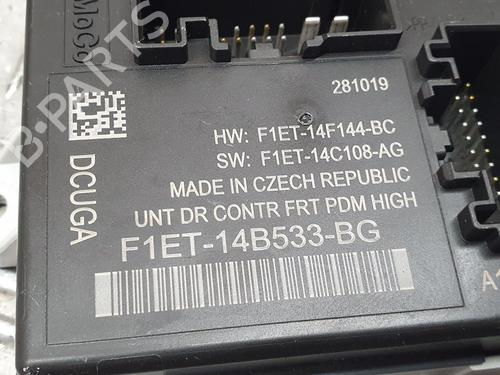 MoCo
281019
HW: F1ET-14F144-BC
SW: F1ET-14C108-AG
MADE IN CZECH REPUBLIC
UNT DR CONTR FRT PDM HIGH
F1ET-14B533-BG
DCUGA
B-PARTS